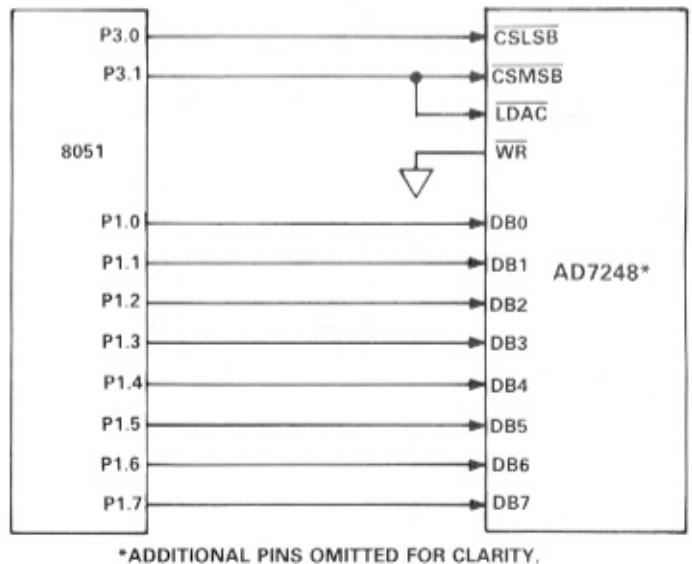 P3.0 CSLSB
P3.1 CSMSB
LDAC
8051 WR
P1.0 DB0
P1.1 DB1
AD7248*
P1.2 DB2
P1.3 DB3
P1.4 DB4
P1.5 DB5
P1.6 DB6
P1.7 DB7
*ADDITIONAL PINS OMITTED FOR CLARITY.